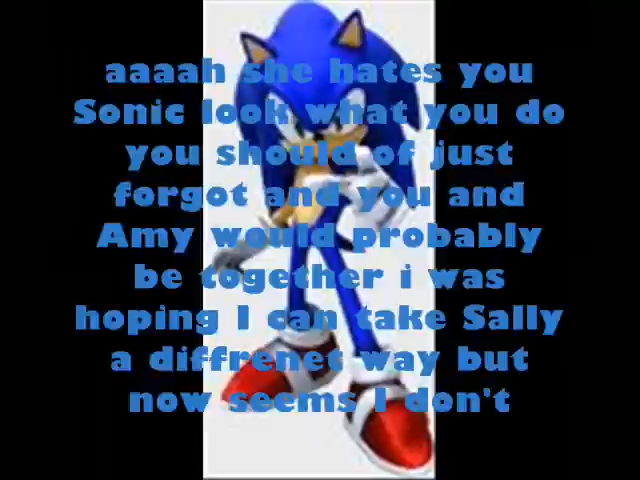 aaaah she hates you
Sonic look what you do
you should of just
forgot and you and
Amy would probably
be together i was
hoping I can take Sally
a diffrenet way but
now seems I don't